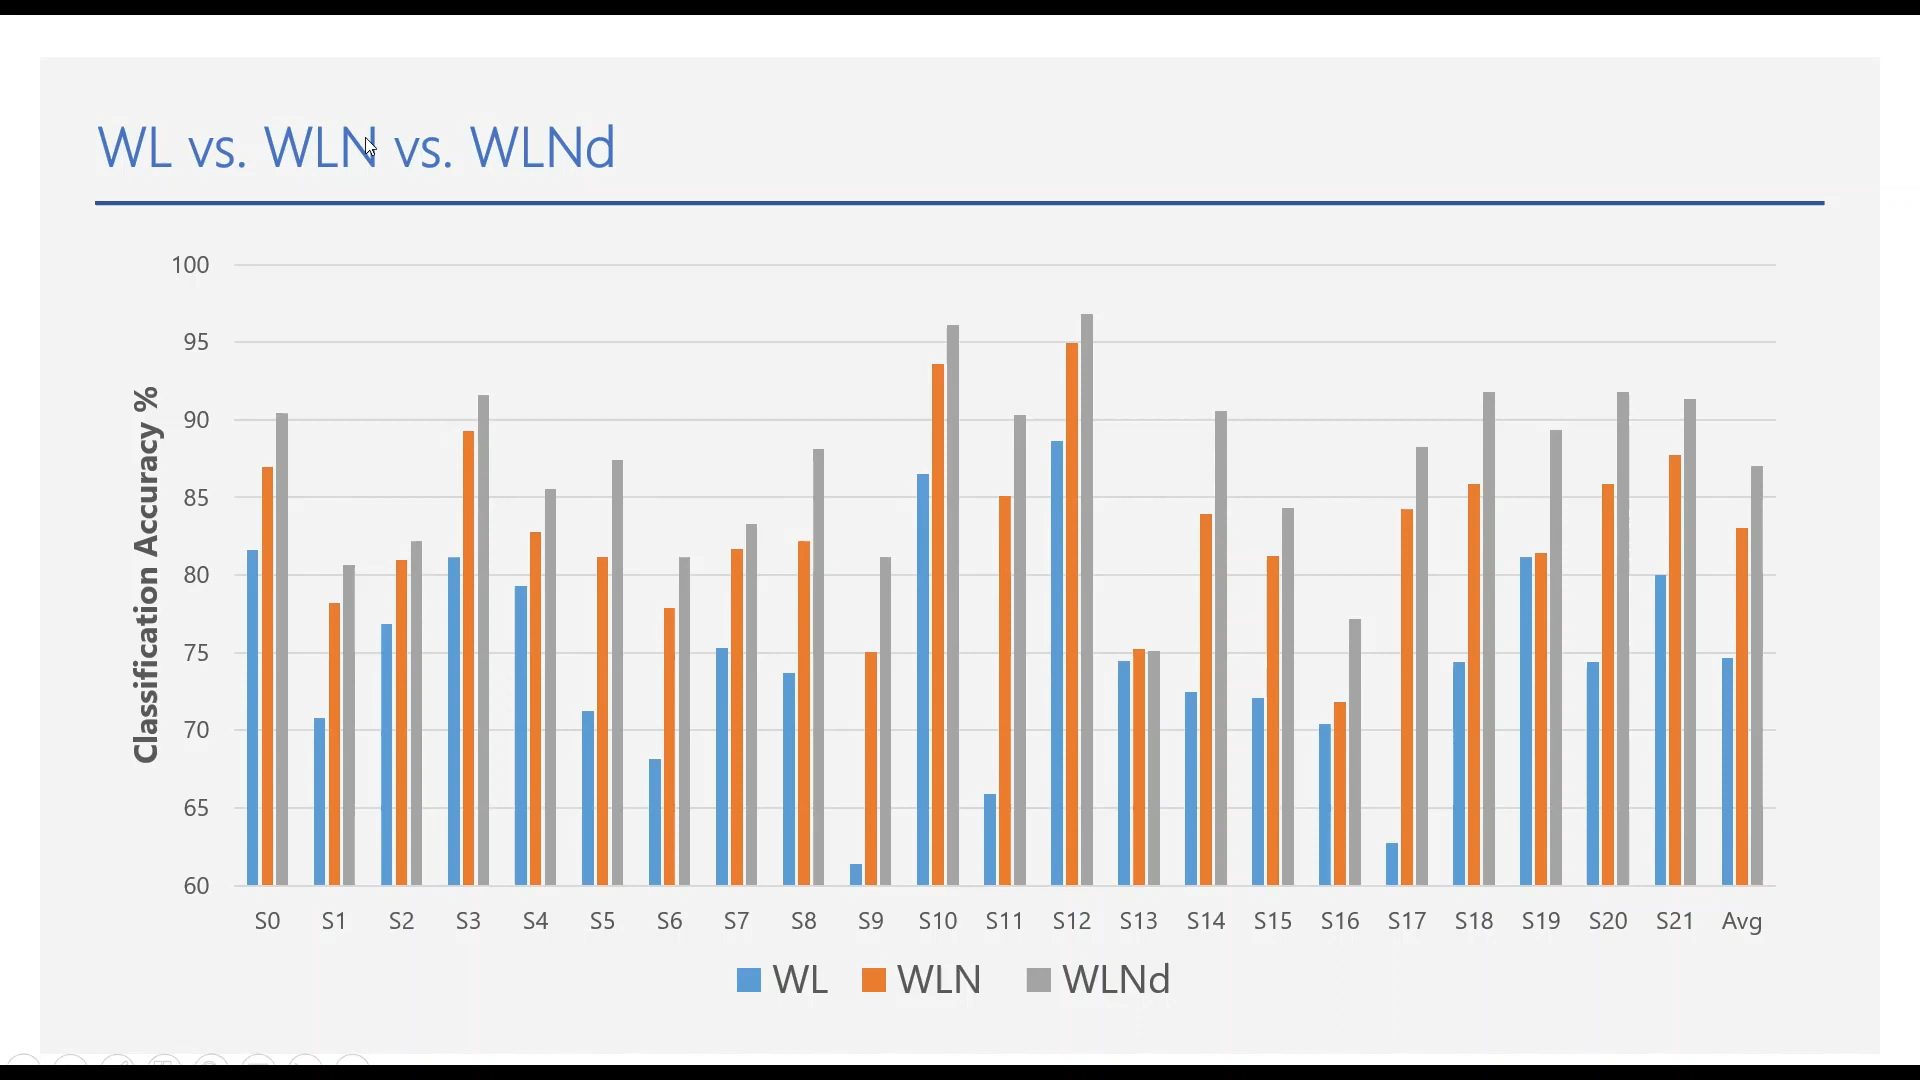 WL vs. WLN vs. WLNd
Classification Accuracy %
100
95
90
85
80
75
70
65
60
S0 S1 S2 S3 S4 S5 S6 S7 S8 S9 S10 S11 S12 S13 S14 S15 S16 S17 S18 S19 S20 S21 Avg
WL WLN WLNd